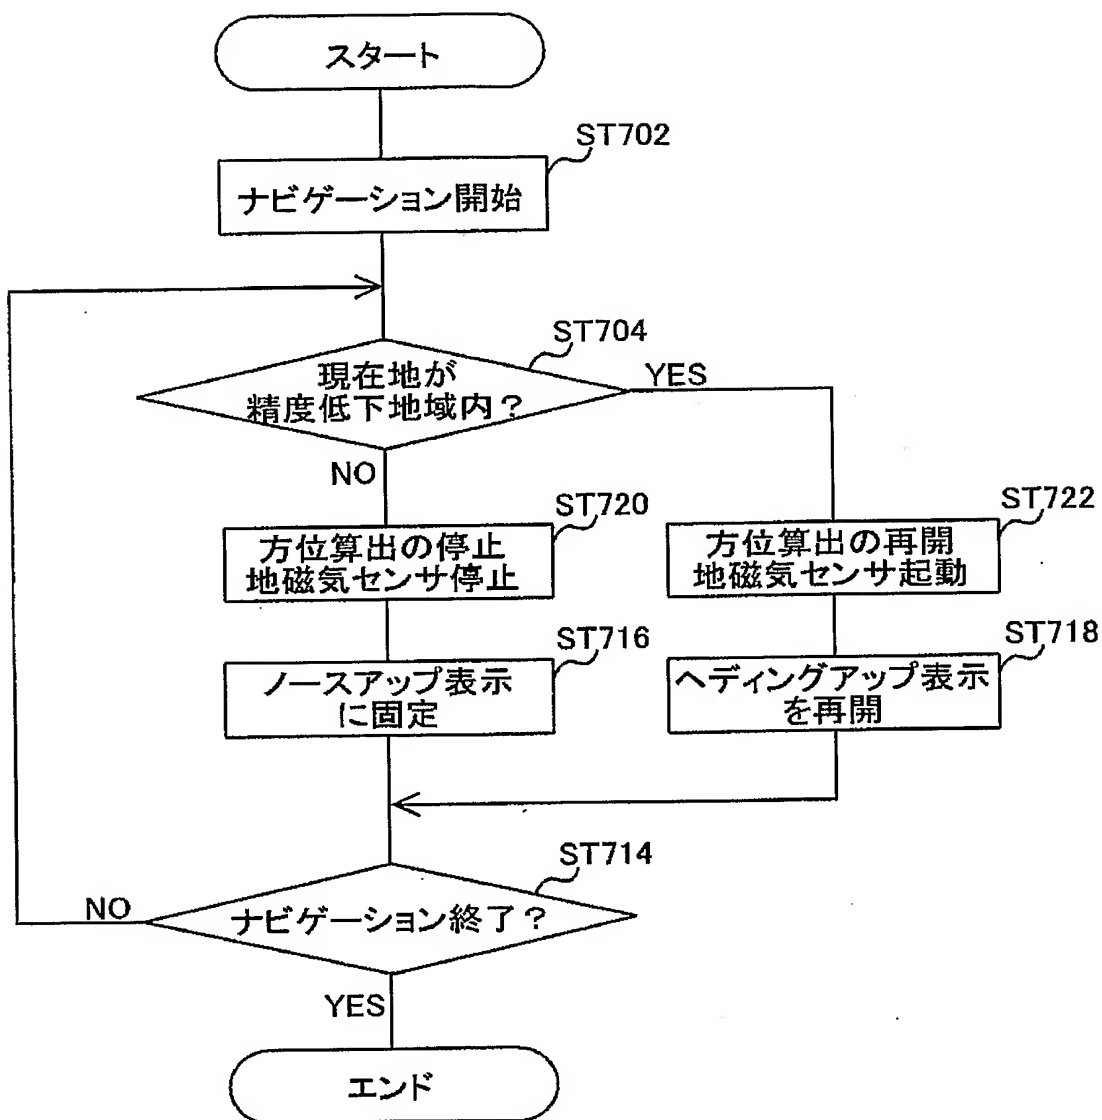 スタート
ST702
ナビゲーション開始
ST704
現在地が
精度低下地域内?
YES
NO
ST720
方位算出の停止
地磁気センサ停止
ST722
方位算出の再開
地磁気センサ起動
ST716
ノースアップ表示
に固定
ST718
ヘディングアップ表示
を再開
ST714
ナビゲーション終了?
NO
YES
エンド